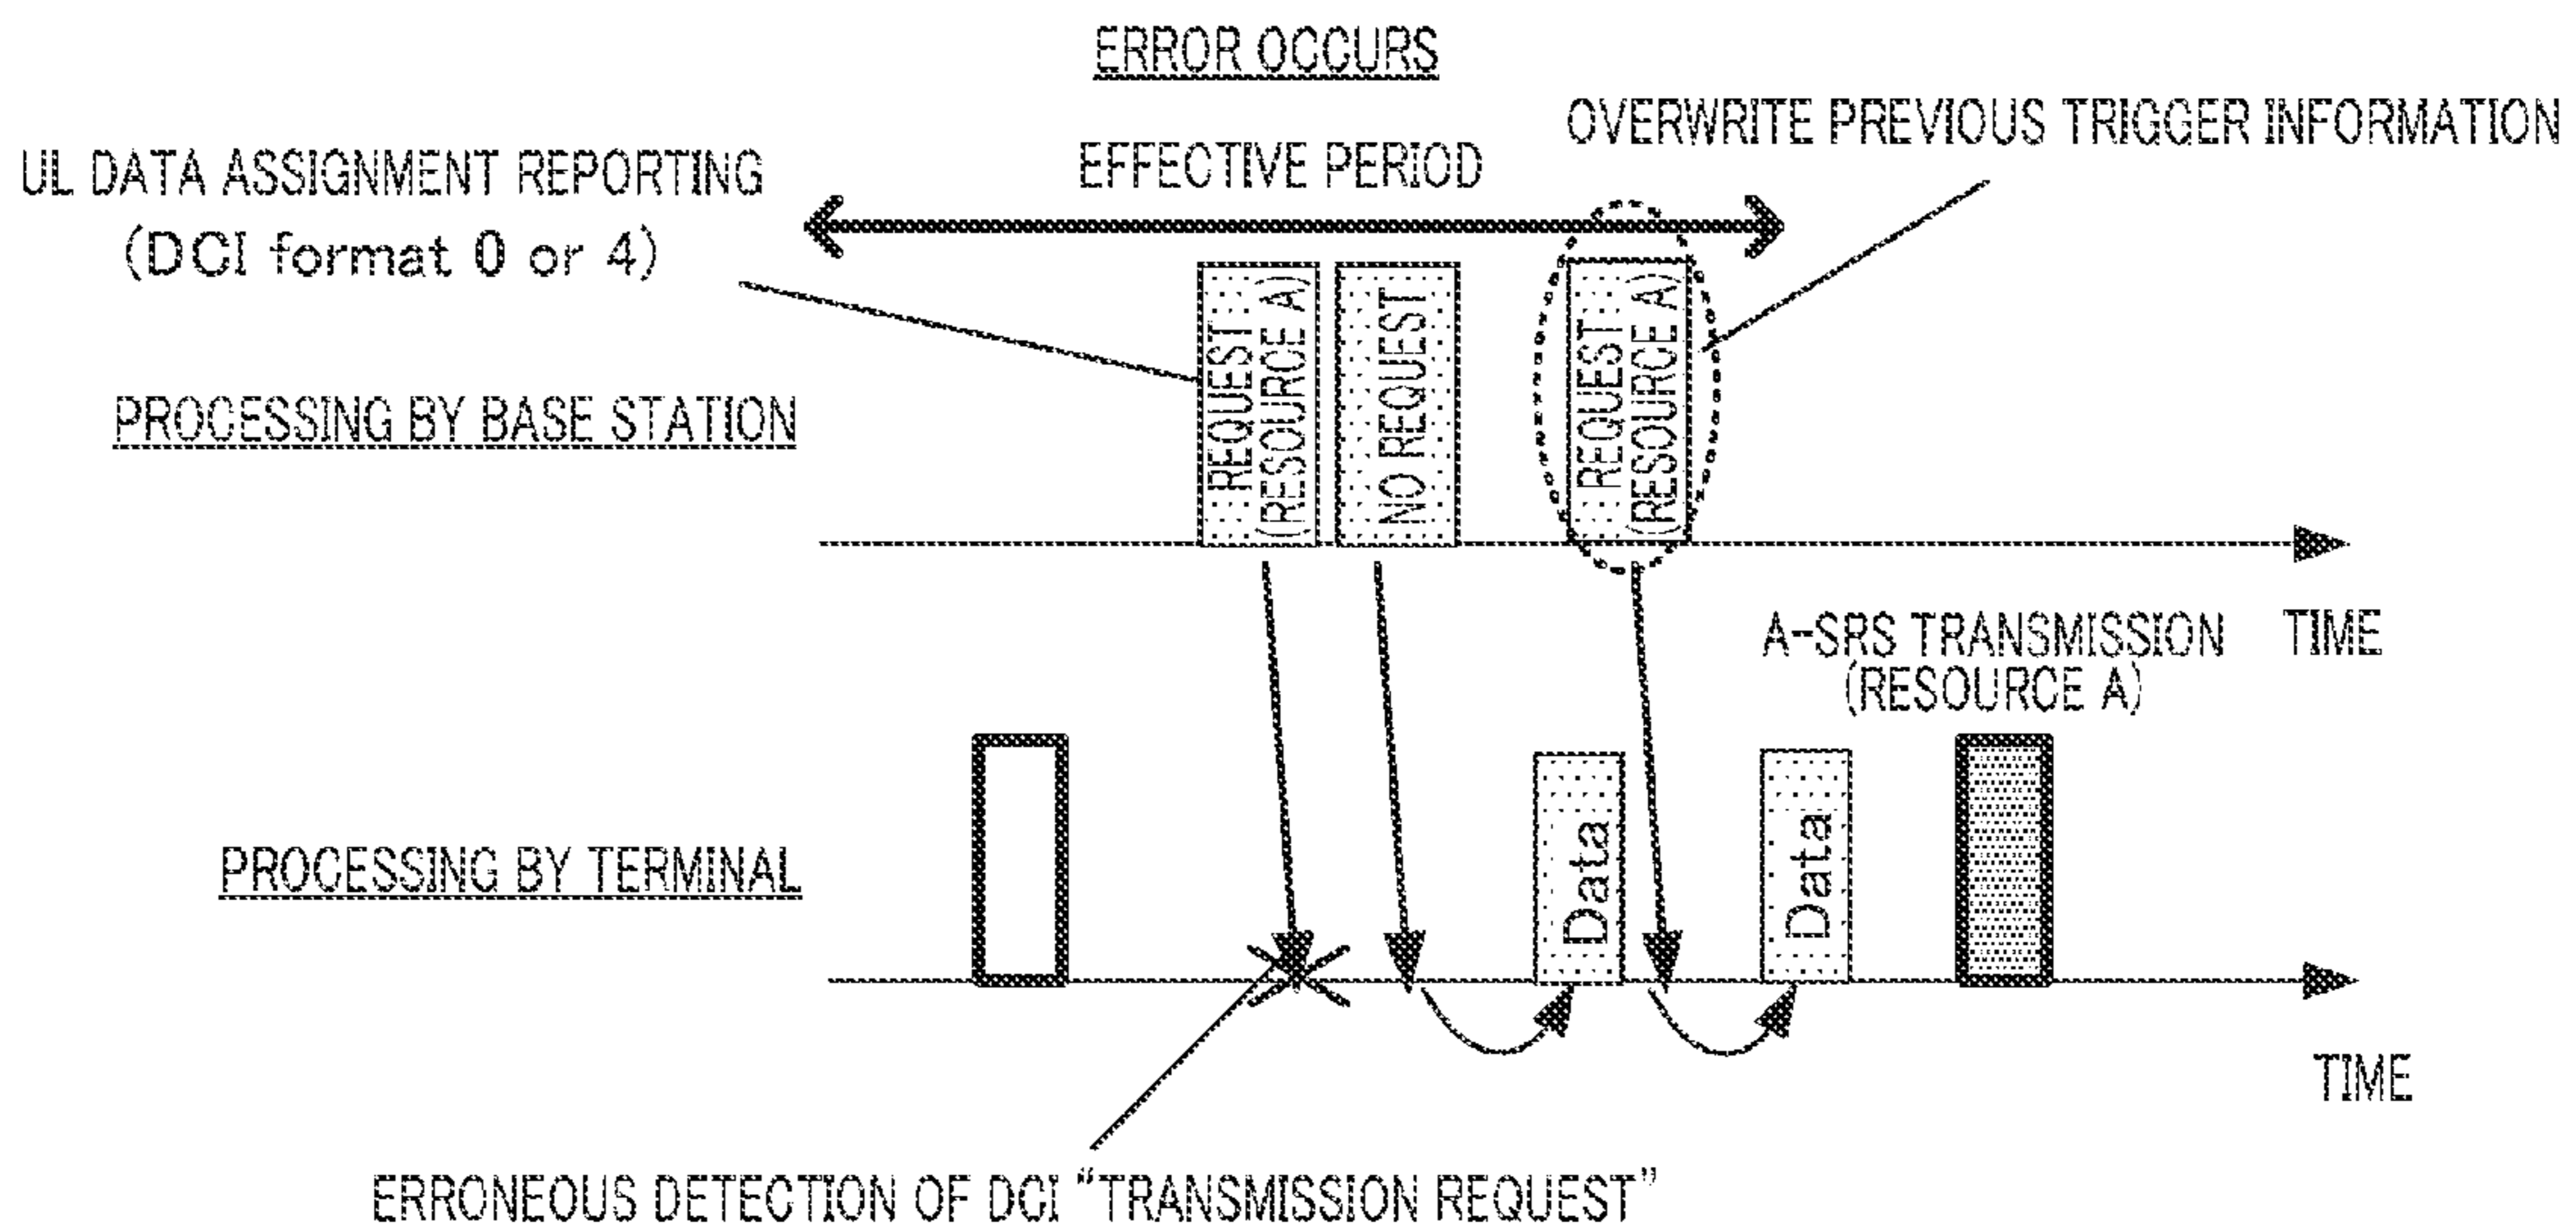 ERROR OCCURS
OVERWRITE PREVIOUS TRIGGER INFORMATION
UL DATA ASSIGNMENT REPORTING
(DCI format 0 or 4)
EFFECTIVE PERIOD
PROCESSING BY BASE STATION
REQUEST
(RESOURCE A)
NO REQUEST
REQUEST
(RESOURCE A)
TIME
A-SRS TRANSMISSION
(RESOURCE A)
PROCESSING BY TERMINAL
Data
Data
TIME
ERRONEOUS DETECTION OF DCI “TRANSMISSION REQUEST”